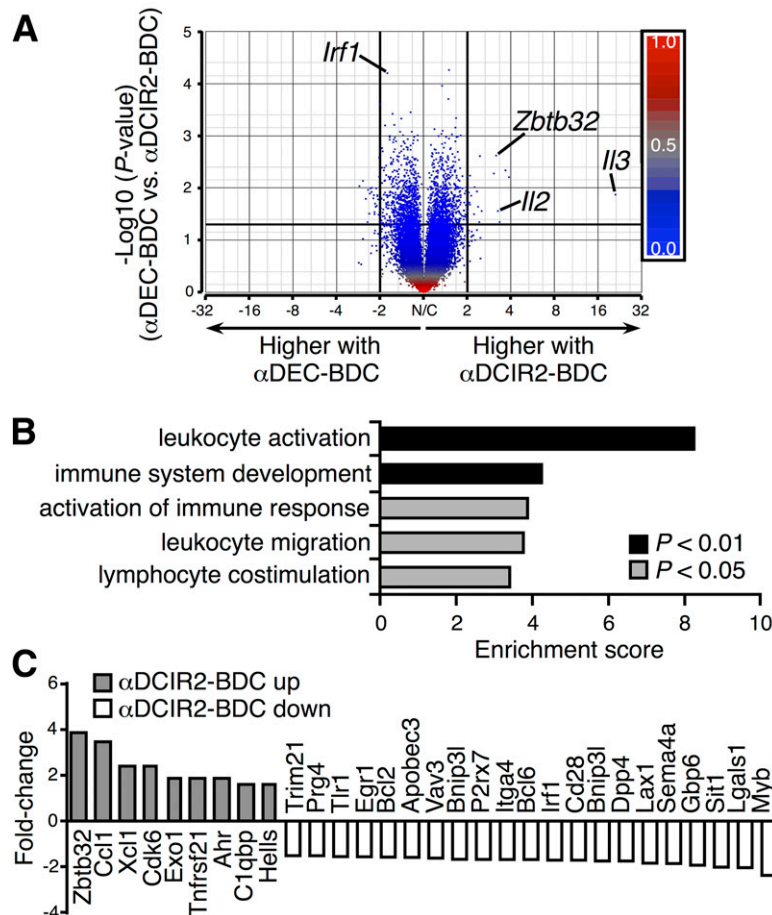 A
-Log10 (P-value)
(αDEC-BDC vs. αDCIR2-BDC)
5
4
3
2
1
0
Irf1
Zbtb32
Il3
Il2
1.0
0.5
0.0
-32 -16 -8 -4 -2 N/C 2 4 8 16 32
Higher with
αDEC-BDC
Higher with
αDCIR2-BDC
B
leukocyte activation
immune system development
activation of immune response
leukocyte migration
lymphocyte costimulation
P < 0.01
P < 0.05
0 2 4 6 8 10
Enrichment score
C
αDCIR2-BDC up
αDCIR2-BDC down
Fold-change
6
4
2
0
-2
-4
Zbtb32
Ccl1
Xcl1
Cdk6
Exo1
Tnfrsf21
Ahr
C1qbp
Hells
Trim21
Prg4
Tlr1
Egr1
Bcl2
Apobec3
Vav3
Bnip3l
P2rx7
Itga4
Bcl6
Irf1
Cd28
Bnip3l
Dpp4
Lax1
Sema4a
Gbp6
Sit1
Lgals1
Myb